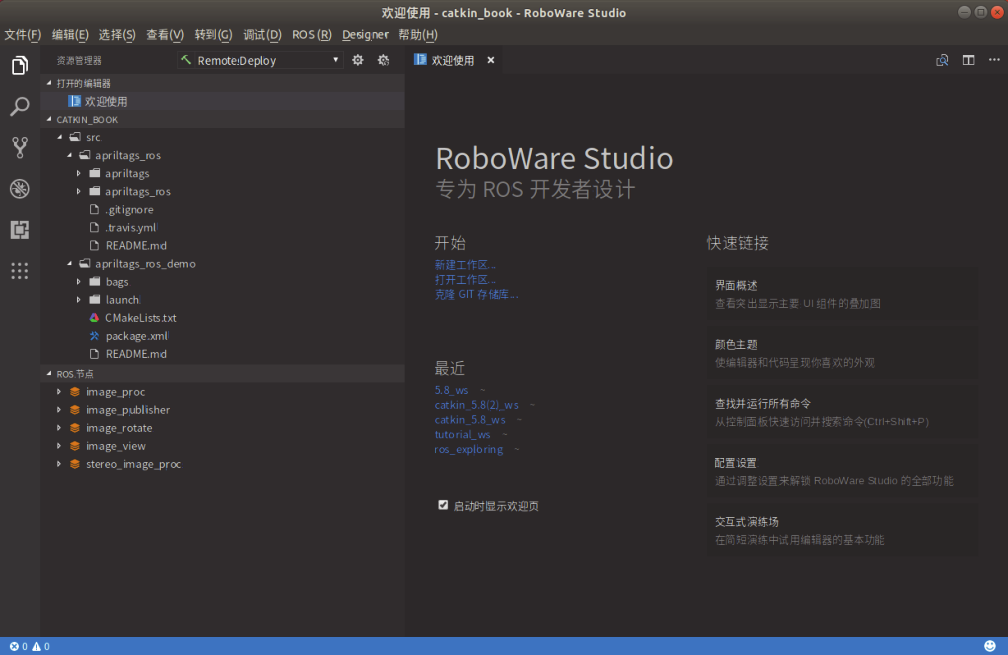 欢迎使用 - catkin_book - RoboWare Studio
文件(F) 编辑(E) 选择(S) 查看(V) 转到(G) 调试(D) ROS(R) Designer 帮助(H)
资源管理器
Remote:Deploy
欢迎使用
打开的编辑器
欢迎使用
CATKIN_BOOK
src
apriltags_ros
apriltags
apriltags_ros
.gitignore
.travis.yml
README.md
apriltags_ros_demo
bags
launch
CMakeLists.txt
package.xml
README.md
ROS 节点
image_proc
image_publisher
image_rotate
image_view
stereo_image_proc
RoboWare Studio
专为 ROS 开发者设计
开始
新建工作区...
打开工作区...
克隆 GIT 存储库...
最近
5.8_ws ~
catkin_5.8(2)_ws ~
catkin_5.8_ws ~
tutorial_ws ~
ros_exploring ~
启动时显示欢迎页
快速链接
界面概述
查看突出显示主要 UI 组件的叠加图
颜色主题
使编辑器和代码呈现你喜欢的外观
查找并运行所有命令
从控制面板快速访问并搜索命令(Ctrl+Shift+P)
配置设置
通过调整设置来解锁 RoboWare Studio 的全部功能
交互式演练场
在简短演练中试用编辑器的基本功能
0 0